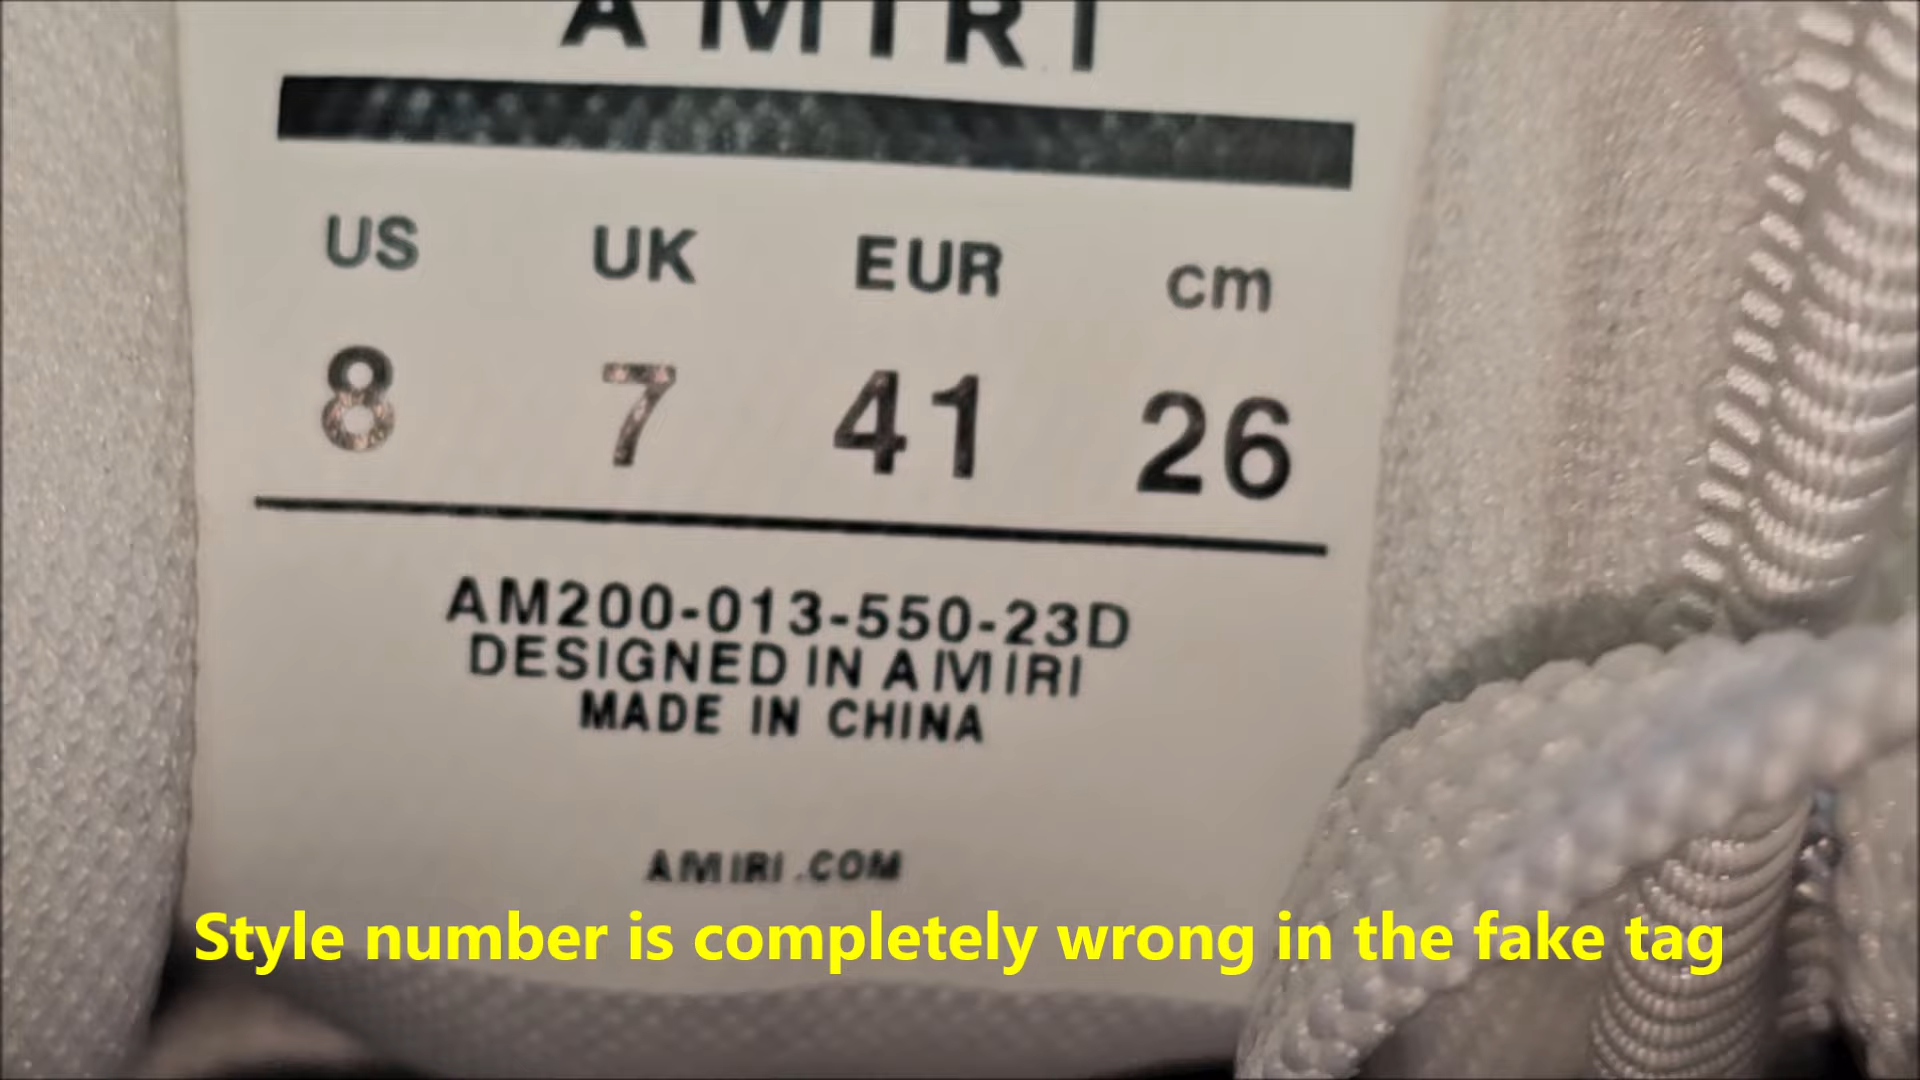 AMIRI
US UK EUR cm
8 7 41 26
AM200-013-550-23D
DESIGNED IN AMIRI
MADE IN CHINA
AMIRI.COM
Style number is completely wrong in the fake tag